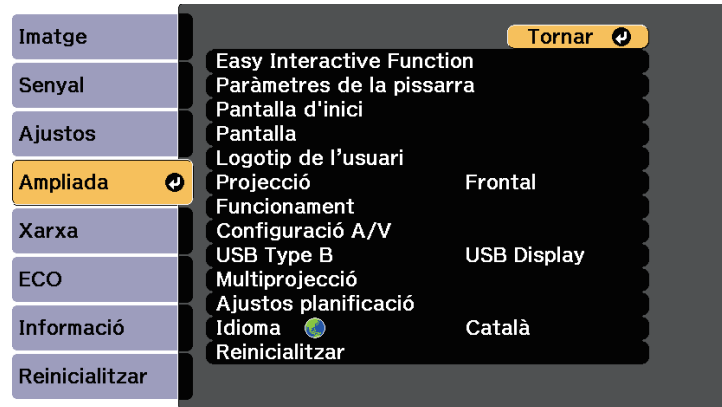 Imatge
Senyal
Ajustos
Ampliada
Xarxa
ECO
Informació
Reinicialitzar
Tornar
Easy Interactive Function
Paràmetres de la pissarra
Pantalla d'inici
Pantalla
Logotip de l’usuari
Projecció Frontal
Funcionament
Configuració A/V
USB Type B USB Display
Multiprojecció
Ajustos planificació
Idioma Català
Reinicialitzar